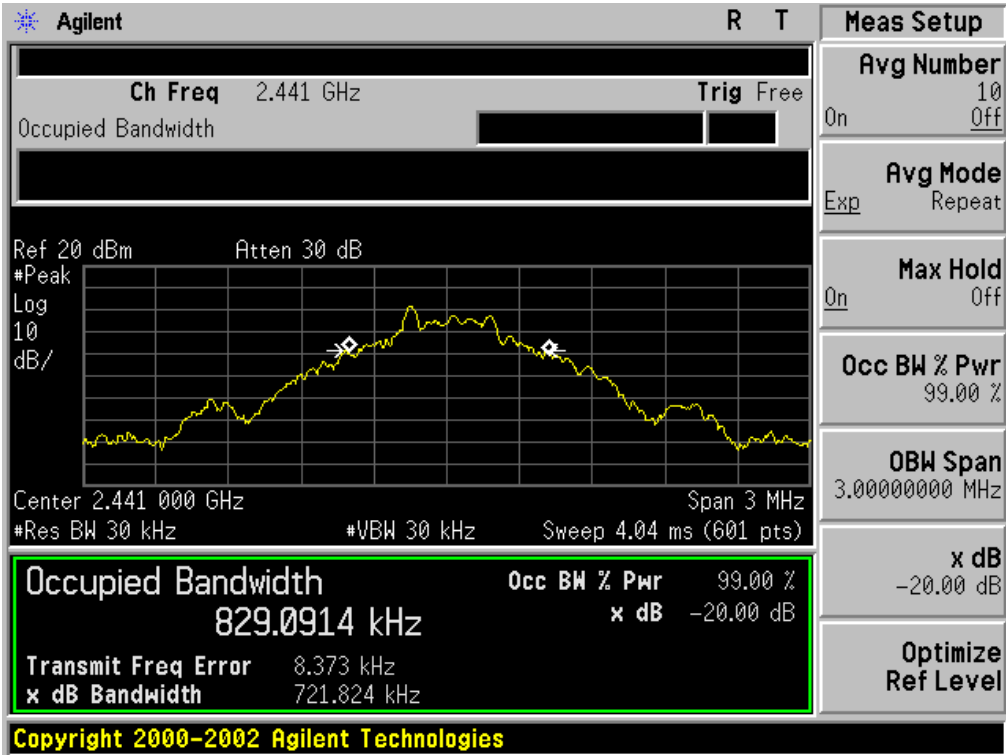 Agilent R T
Ch Freq 2.441 GHz Trig Free
Occupied Bandwidth
Ref 20 dBm Atten 30 dB
#Peak
Log
10
dB/
Center 2.441 000 GHz Span 3 MHz
#Res BW 30 kHz #VBW 30 kHz Sweep 4.04 ms (601 pts)
Occupied Bandwidth Occ BW % Pwr 99.00 %
829.0914 kHz x dB -20.00 dB
Transmit Freq Error 8.373 kHz
x dB Bandwidth 721.824 kHz
Copyright 2000-2002 Agilent Technologies
Meas Setup
Avg Number
10
On Off
Avg Mode
Exp Repeat
Max Hold
On Off
Occ BW % Pwr
99.00 %
OBW Span
3.00000000 MHz
x dB
-20.00 dB
Optimize
Ref Level